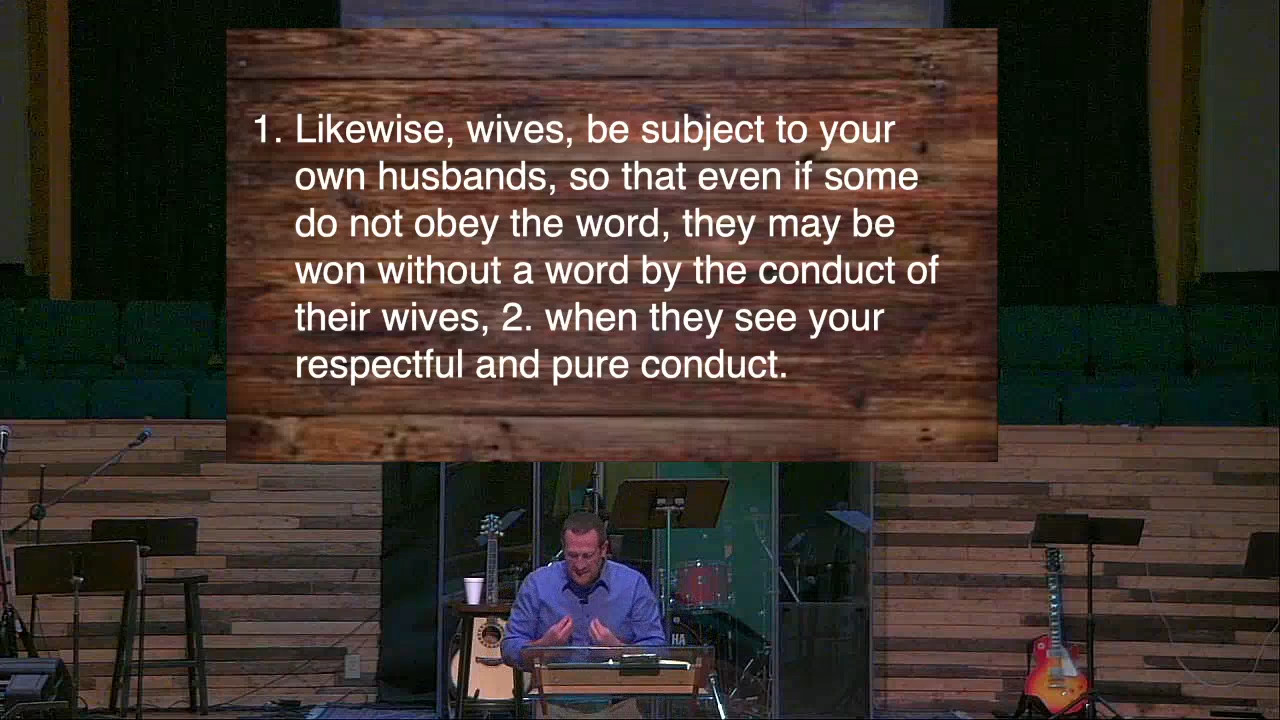 1. Likewise, wives, be subject to your
own husbands, so that even if some
do not obey the word, they may be
won without a word by the conduct of
their wives, 2. when they see your
respectful and pure conduct.
HA